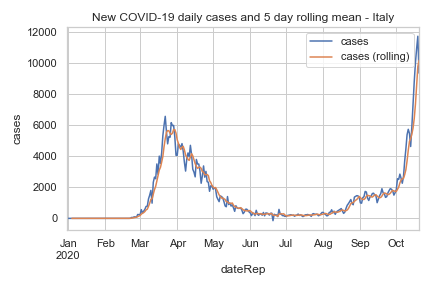 New COVID-19 daily cases and 5 day rolling mean - Italy
12000
10000
8000
6000
4000
2000
0
cases
cases
cases (rolling)
Jan Feb Mar Apr May Jun Jul Aug Sep Oct
2020
dateRep